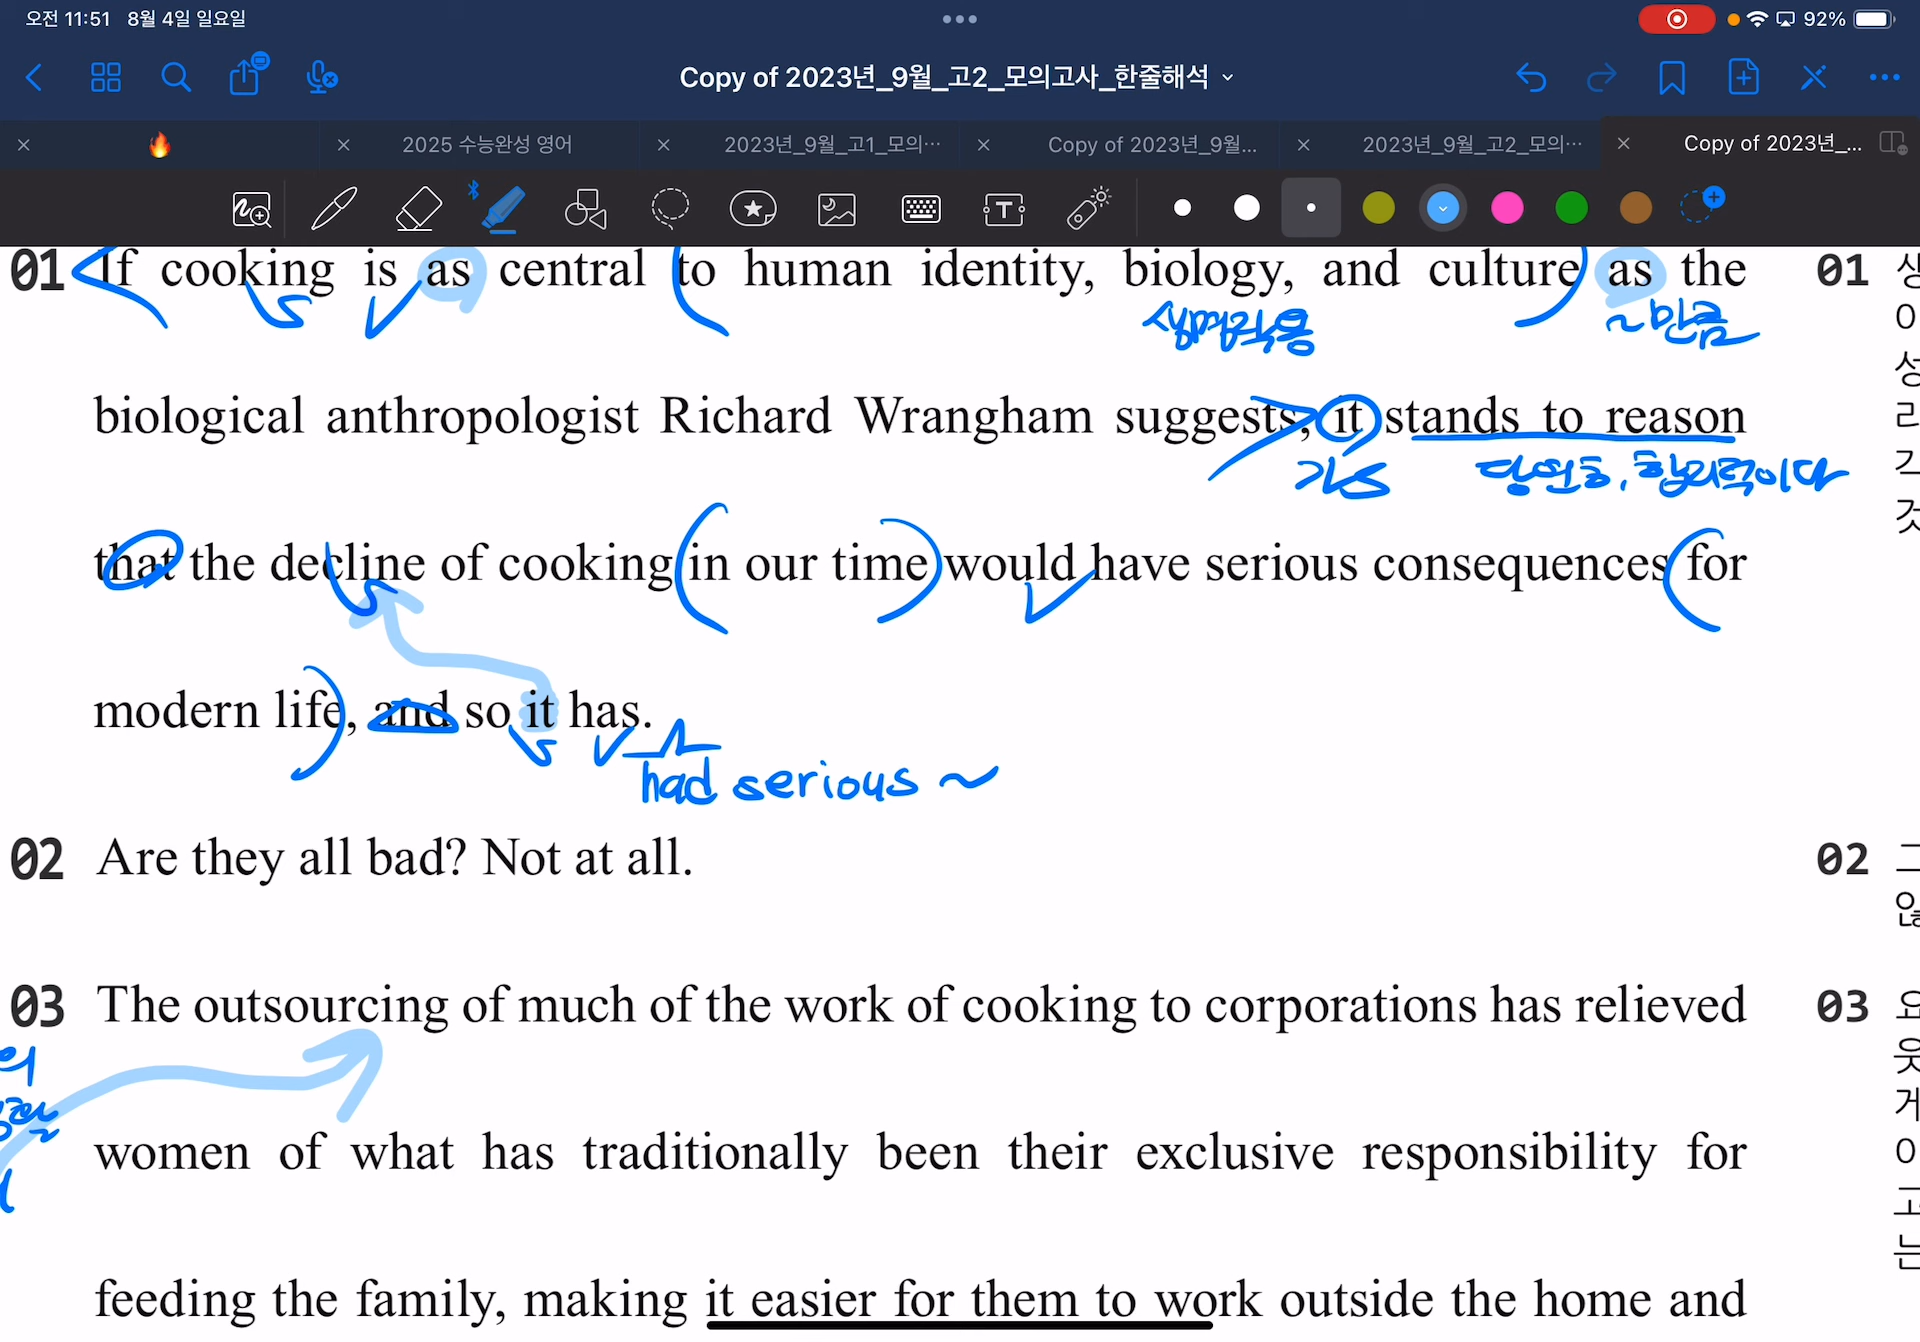 오전 11:51 8월 4일 일요일
92%
Copy of 2023년_9월_고2_모의고사_한줄해석
2025 수능완성 영어
2023년_9월_고1_모의…
Copy of 2023년_9월...
2023년_9월_고2_모의…
Copy of 2023년_...
01 If cooking is as central to human identity, biology, and culture as the
생명작용 ~만큼
biological anthropologist Richard Wrangham suggests, it stands to reason
가S 당연한, 합리적이다
that the decline of cooking in our time would have serious consequences for
modern life, and so it has.
had serious ~
02 Are they all bad? Not at all.
03 The outsourcing of much of the work of cooking to corporations has relieved
의
women of what has traditionally been their exclusive responsibility for
feeding the family, making it easier for them to work outside the home and
01
02
03